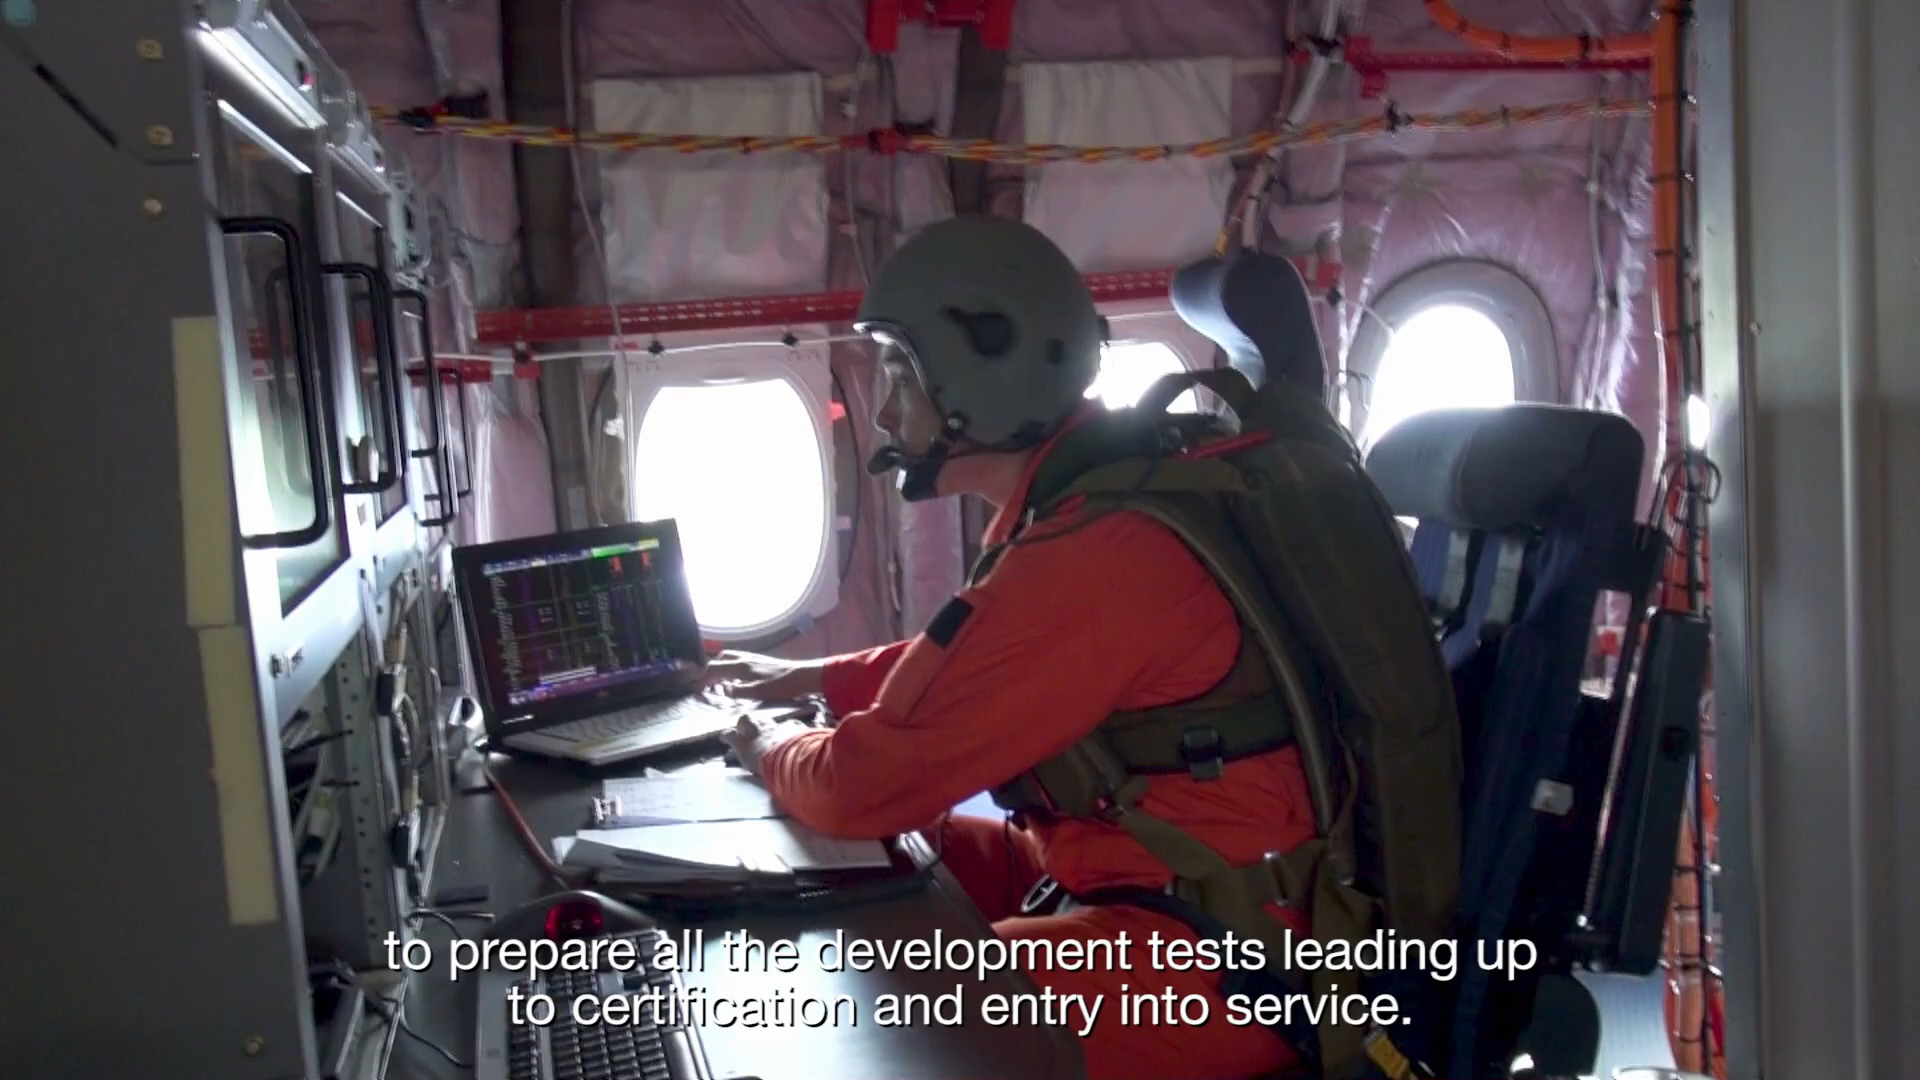 to prepare all the development tests leading up
to certification and entry into service.